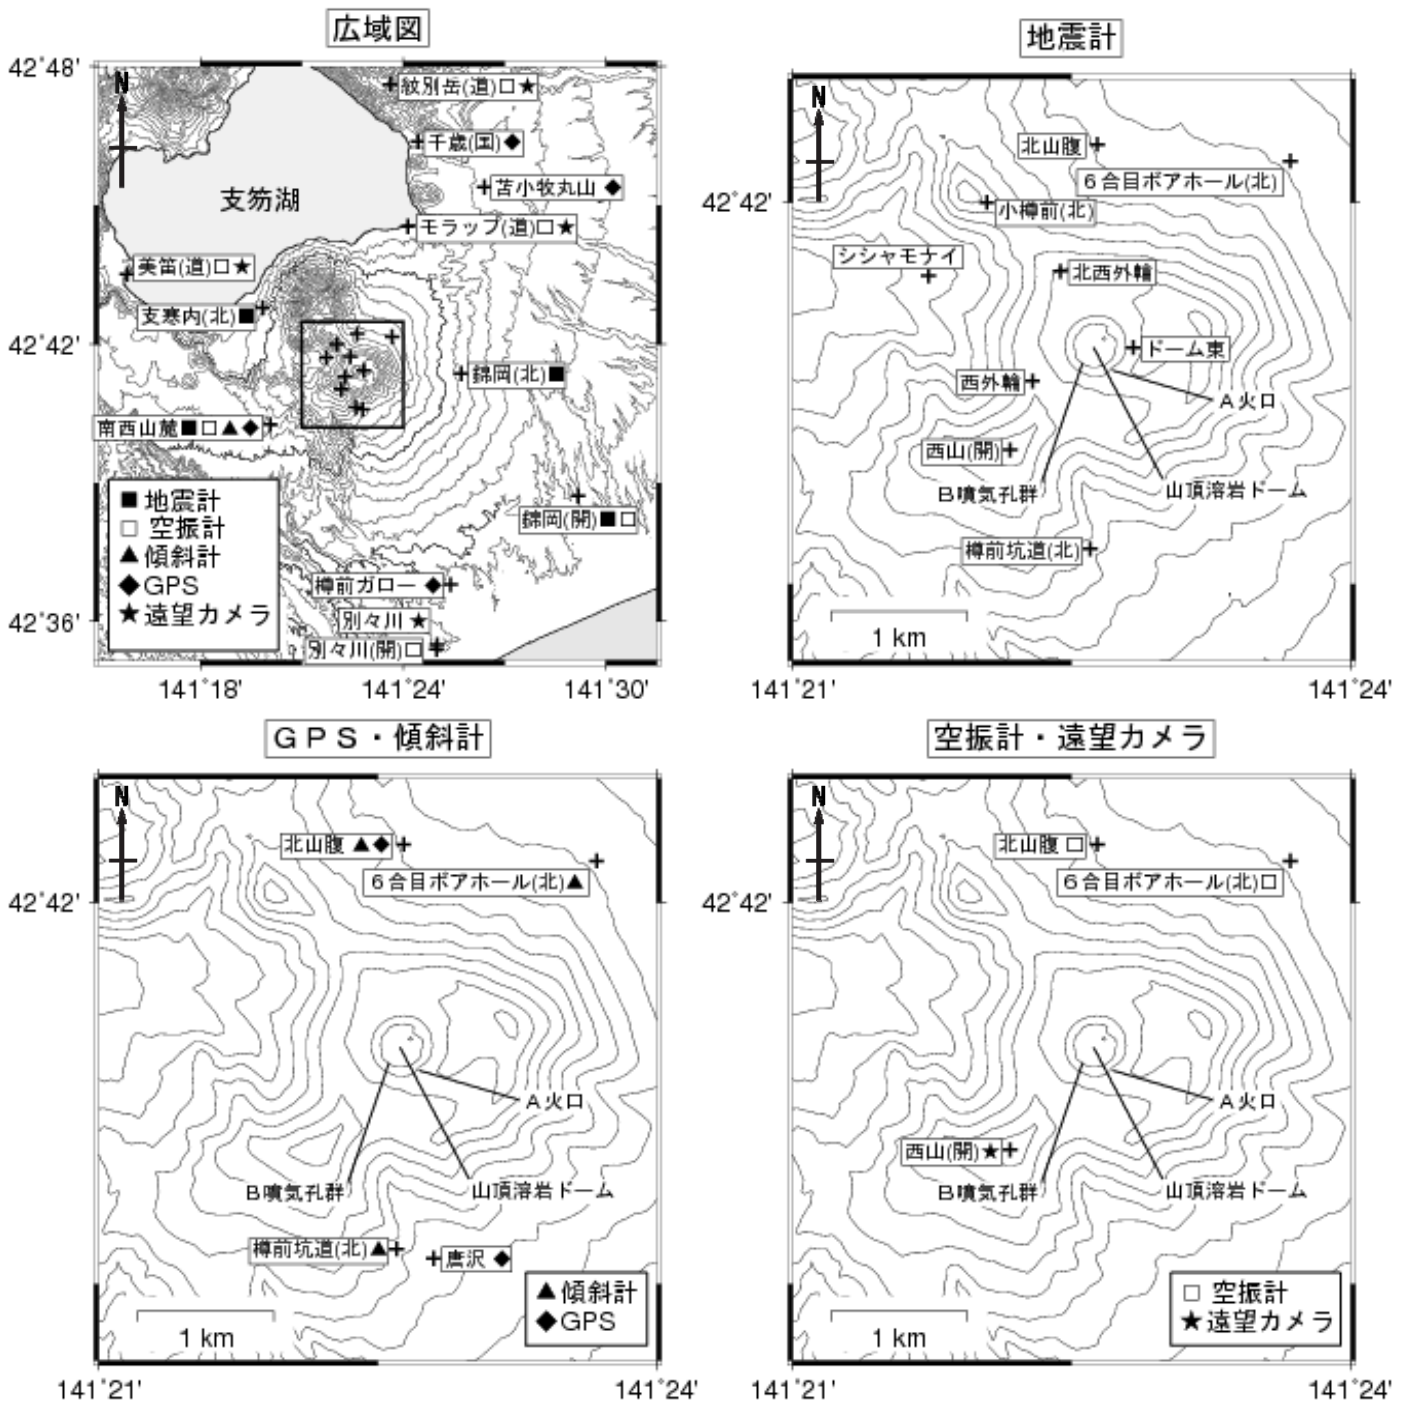 広域図
42°48'
N
紋別岳(道)□★
千歳(国)◆
苫小牧丸山 ◆
支笏湖
モラップ(道)□★
美笛(道)□★
支寒内(北)■
42°42'
錦岡(北)■
南西山麓■□▲◆
■地震計
□ 空振計
▲傾斜計
◆GPS
★遠望カメラ
錦岡(開)■□
樽前ガロー ◆
別々川 ★
42°36'
別々川(開)□
141°18'
141°24'
141°30'
地震計
N
北山腹
6合目ボアホール(北)
42°42'
小樽前(北)
シシャモナイ
北西外輪
ドーム東
西外輪
A火口
西山(開)
B噴気孔群
山頂溶岩ドーム
樽前坑道(北)
1 km
141°21'
141°24'
GPS・傾斜計
N
北山腹 ▲◆
6合目ボアホール(北)▲
42°42'
A火口
B噴気孔群
山頂溶岩ドーム
樽前坑道(北)▲
唐沢 ◆
▲傾斜計
◆GPS
1 km
141°21'
141°24'
空振計・遠望カメラ
N
北山腹 □
6合目ボアホール(北)□
42°42'
A火口
西山(開)★
B噴気孔群
山頂溶岩ドーム
□ 空振計
★遠望カメラ
1 km
141°21'
141°24'